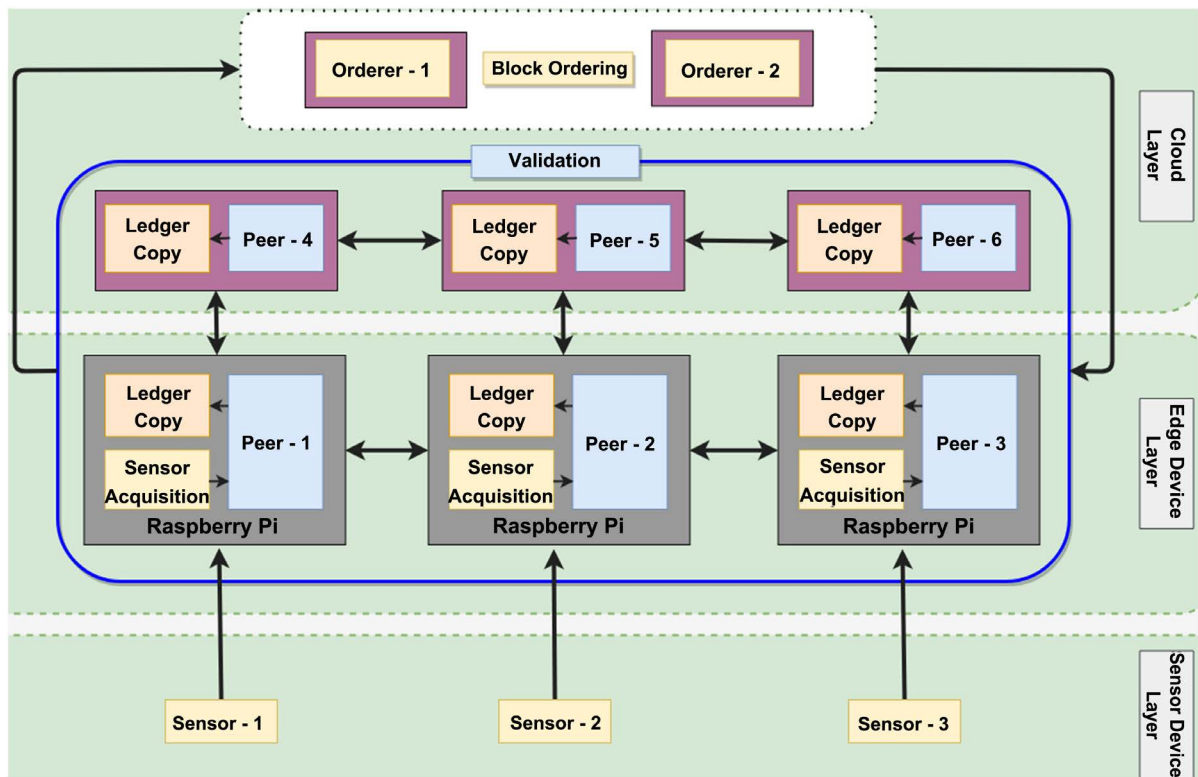 Orderer - 1
Block Ordering
Orderer - 2
Cloud
Layer
Validation
Ledger
Copy
Peer - 4
Ledger
Copy
Peer - 5
Ledger
Copy
Peer - 6
Ledger
Copy
Peer - 1
Sensor
Acquisition
Raspberry Pi
Ledger
Copy
Peer - 2
Sensor
Acquisition
Raspberry Pi
Ledger
Copy
Peer - 3
Sensor
Acquisition
Raspberry Pi
Edge Device
Layer
Sensor - 1
Sensor - 2
Sensor - 3
Sensor Device
Layer